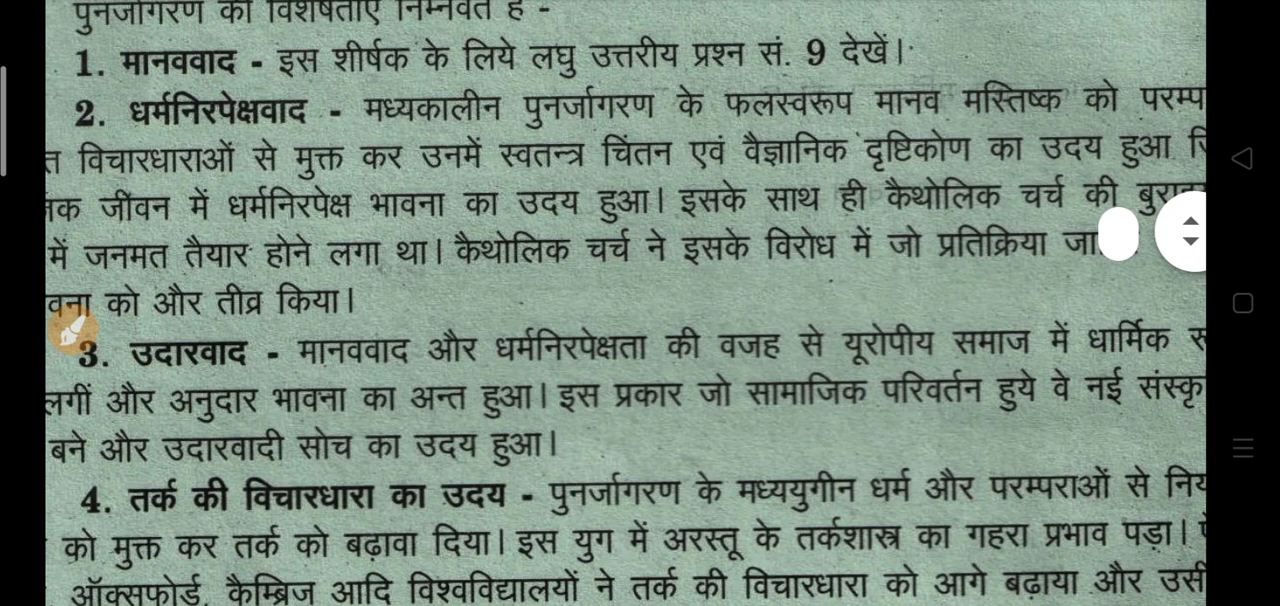 पुनर्जागरण की विशेषताएं निम्नवत हैं -
1. मानववाद - इस शीर्षक के लिये लघु उत्तरीय प्रश्न सं. 9 देखें।
2. धर्मनिरपेक्षवाद - मध्यकालीन पुनर्जागरण के फलस्वरूप मानव मस्तिष्क को
विचारधाराओं से मुक्त कर उनमें स्वतन्त्र चिंतन एवं वैज्ञानिक दृष्टिकोण का उदय हुआ
जीवन में धर्मनिरपेक्ष भावना का उदय हुआ। इसके साथ ही कैथोलिक चर्च की
में जनमत तैयार होने लगा था। कैथोलिक चर्च ने इसके विरोध में जो प्रतिक्रिया
को और तीव्र किया।
3. उदारवाद - मानववाद और धर्मनिरपेक्षता की वजह से यूरोपीय समाज में धार्मिक
लगीं और अनुदार भावना का अन्त हुआ। इस प्रकार जो सामाजिक परिवर्तन हुये वे नई
बने और उदारवादी सोच का उदय हुआ।
4. तर्क की विचारधारा का उदय - पुनर्जागरण के मध्ययुगीन धर्म और परम्पराओं से
को मुक्त कर तर्क को बढ़ावा दिया। इस युग में अरस्तू के तर्कशास्त्र का गहरा प्रभाव पड़ा।
ऑक्सफोर्ड, कैम्ब्रिज आदि विश्वविद्यालयों ने तर्क की विचारधारा को आगे बढ़ाया और उसी